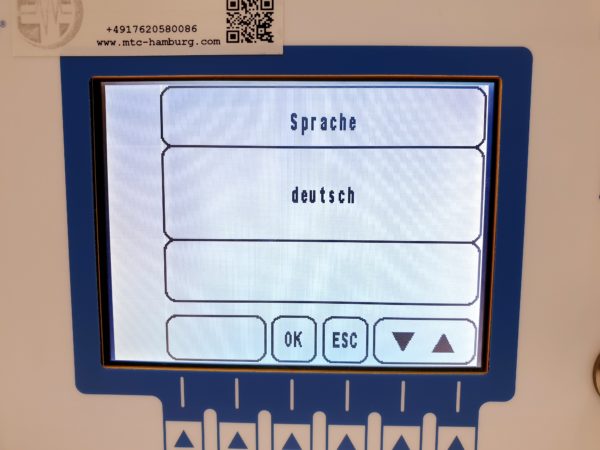 +4917620580086
www.mtc-hamburg.com
Sprache
deutsch
OK ESC